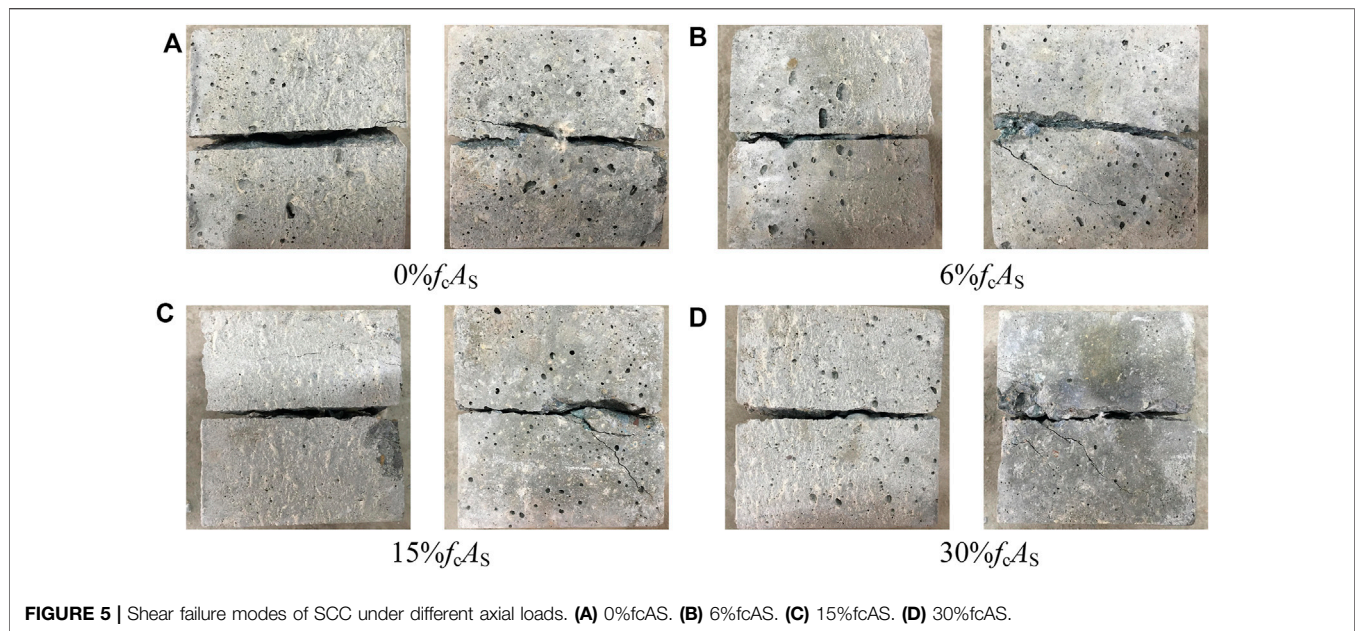 A
B
0%fcAS
6%fcAS
C
D
15%fcAS
30%fcAS
FIGURE 5 | Shear failure modes of SCC under different axial loads. (A) 0%fcAS. (B) 6%fcAS. (C) 15%fcAS. (D) 30%fcAS.